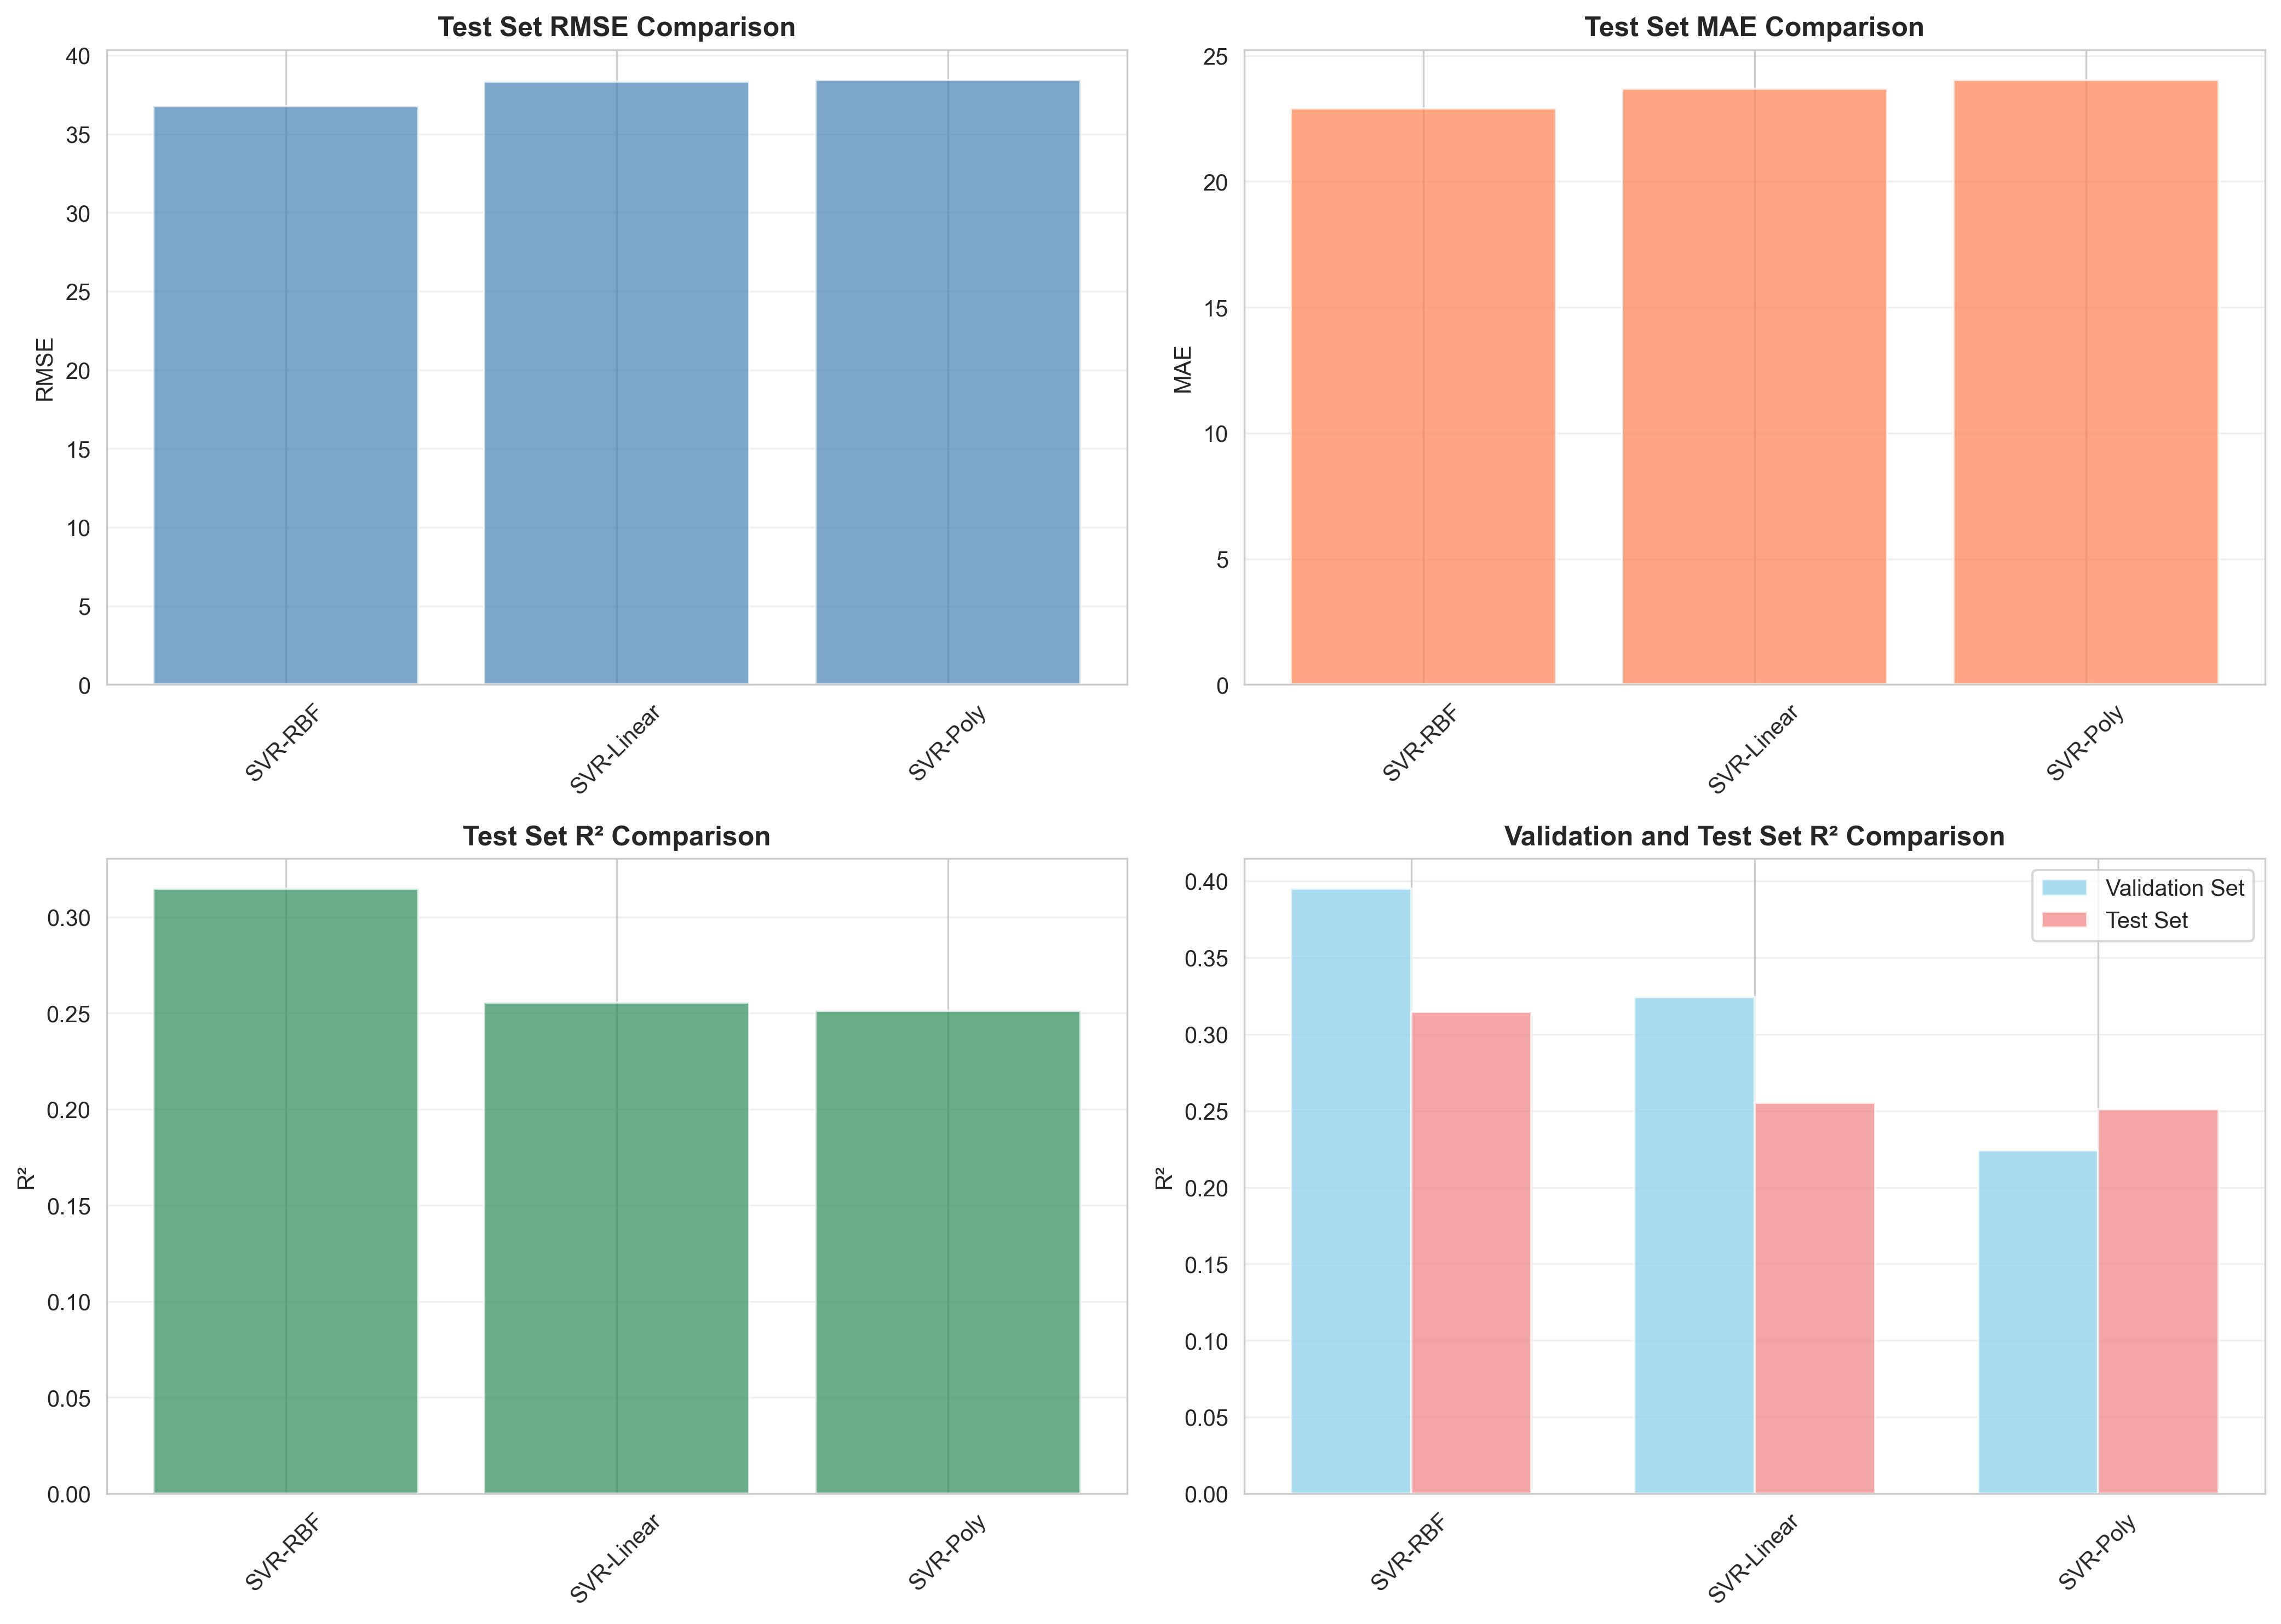 Test Set RMSE Comparison
40
35
30
25
20
15
10
5
0
RMSE
SVR-RBF
SVR-Linear
SVR-Poly
Test Set MAE Comparison
25
20
15
10
5
0
MAE
SVR-RBF
SVR-Linear
SVR-Poly
Test Set R² Comparison
0.30
0.25
0.20
0.15
0.10
0.05
0.00
R²
SVR-RBF
SVR-Linear
SVR-Poly
Validation and Test Set R² Comparison
Validation Set
Test Set
0.40
0.35
0.30
0.25
0.20
0.15
0.10
0.05
0.00
R²
SVR-RBF
SVR-Linear
SVR-Poly